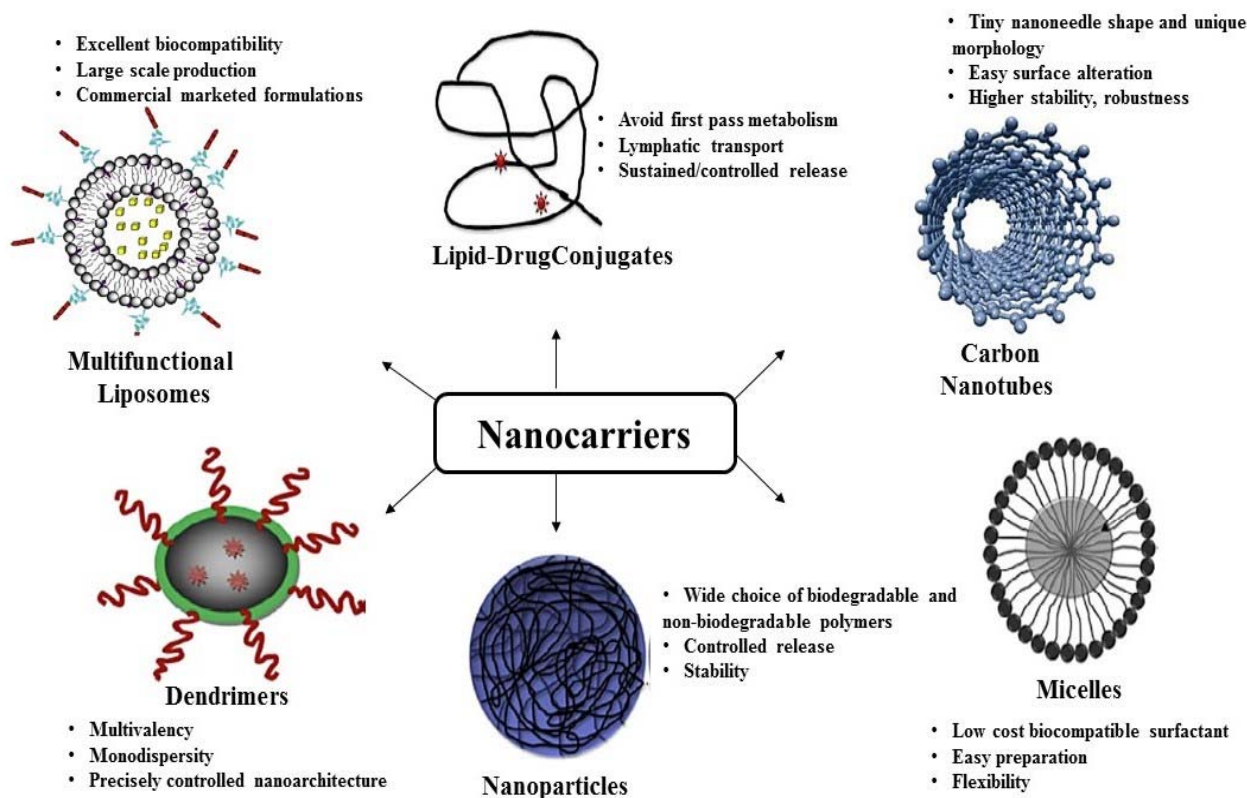 • Excellent biocompatibility
• Large scale production
• Commercial marketed formulations
Multifunctional
Liposomes
• Avoid first pass metabolism
• Lymphatic transport
• Sustained/controlled release
Lipid-DrugConjugates
• Tiny nanoneedle shape and unique
morphology
• Easy surface alteration
• Higher stability, robustness
Carbon
Nanotubes
Nanocarriers
Dendrimers
• Multivalency
• Monodispersity
• Precisely controlled nanoarchitecture
• Wide choice of biodegradable and
non-biodegradable polymers
• Controlled release
• Stability
Nanoparticles
Micelles
• Low cost biocompatible surfactant
• Easy preparation
• Flexibility